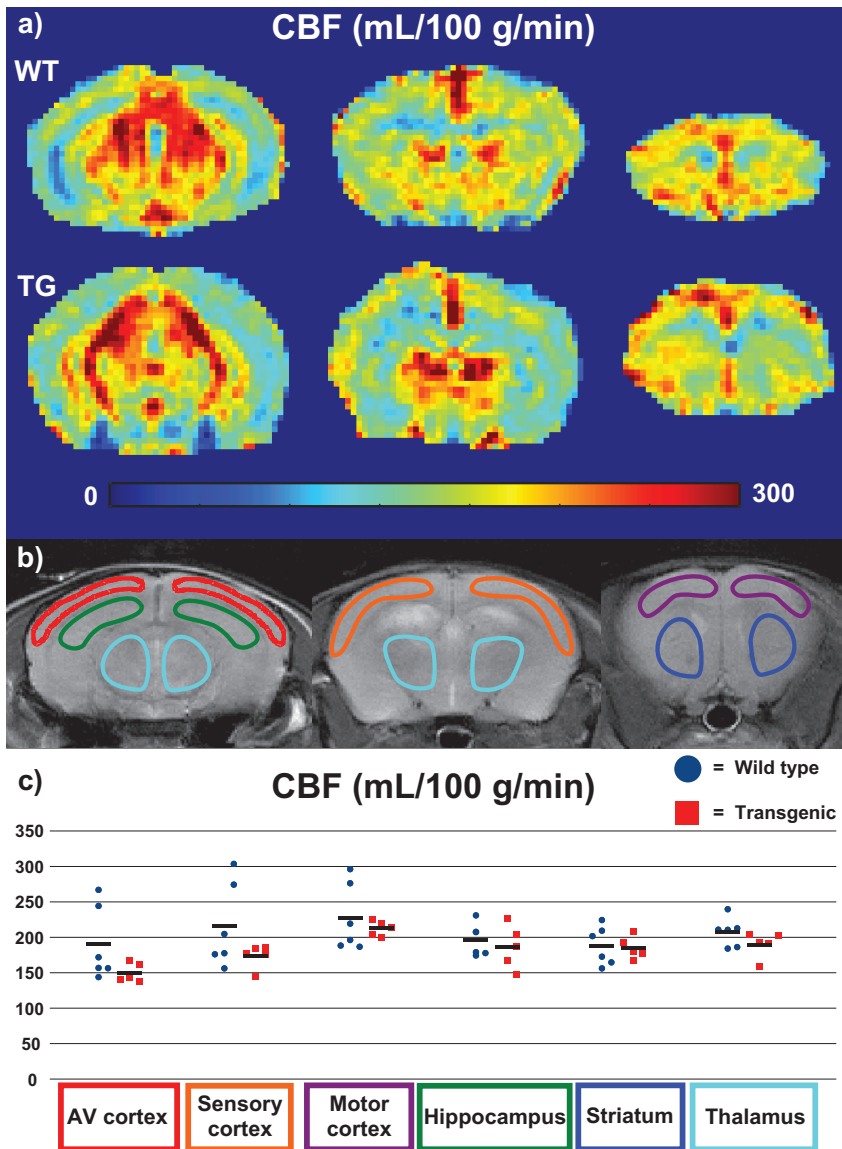 a)
CBF (mL/100 g/min)
WT
TG
0
300
b)
c)
CBF (mL/100 g/min)
= Wild type
= Transgenic
350
300
250
200
150
100
50
0
AV cortex
Sensory
cortex
Motor
cortex
Hippocampus
Striatum
Thalamus